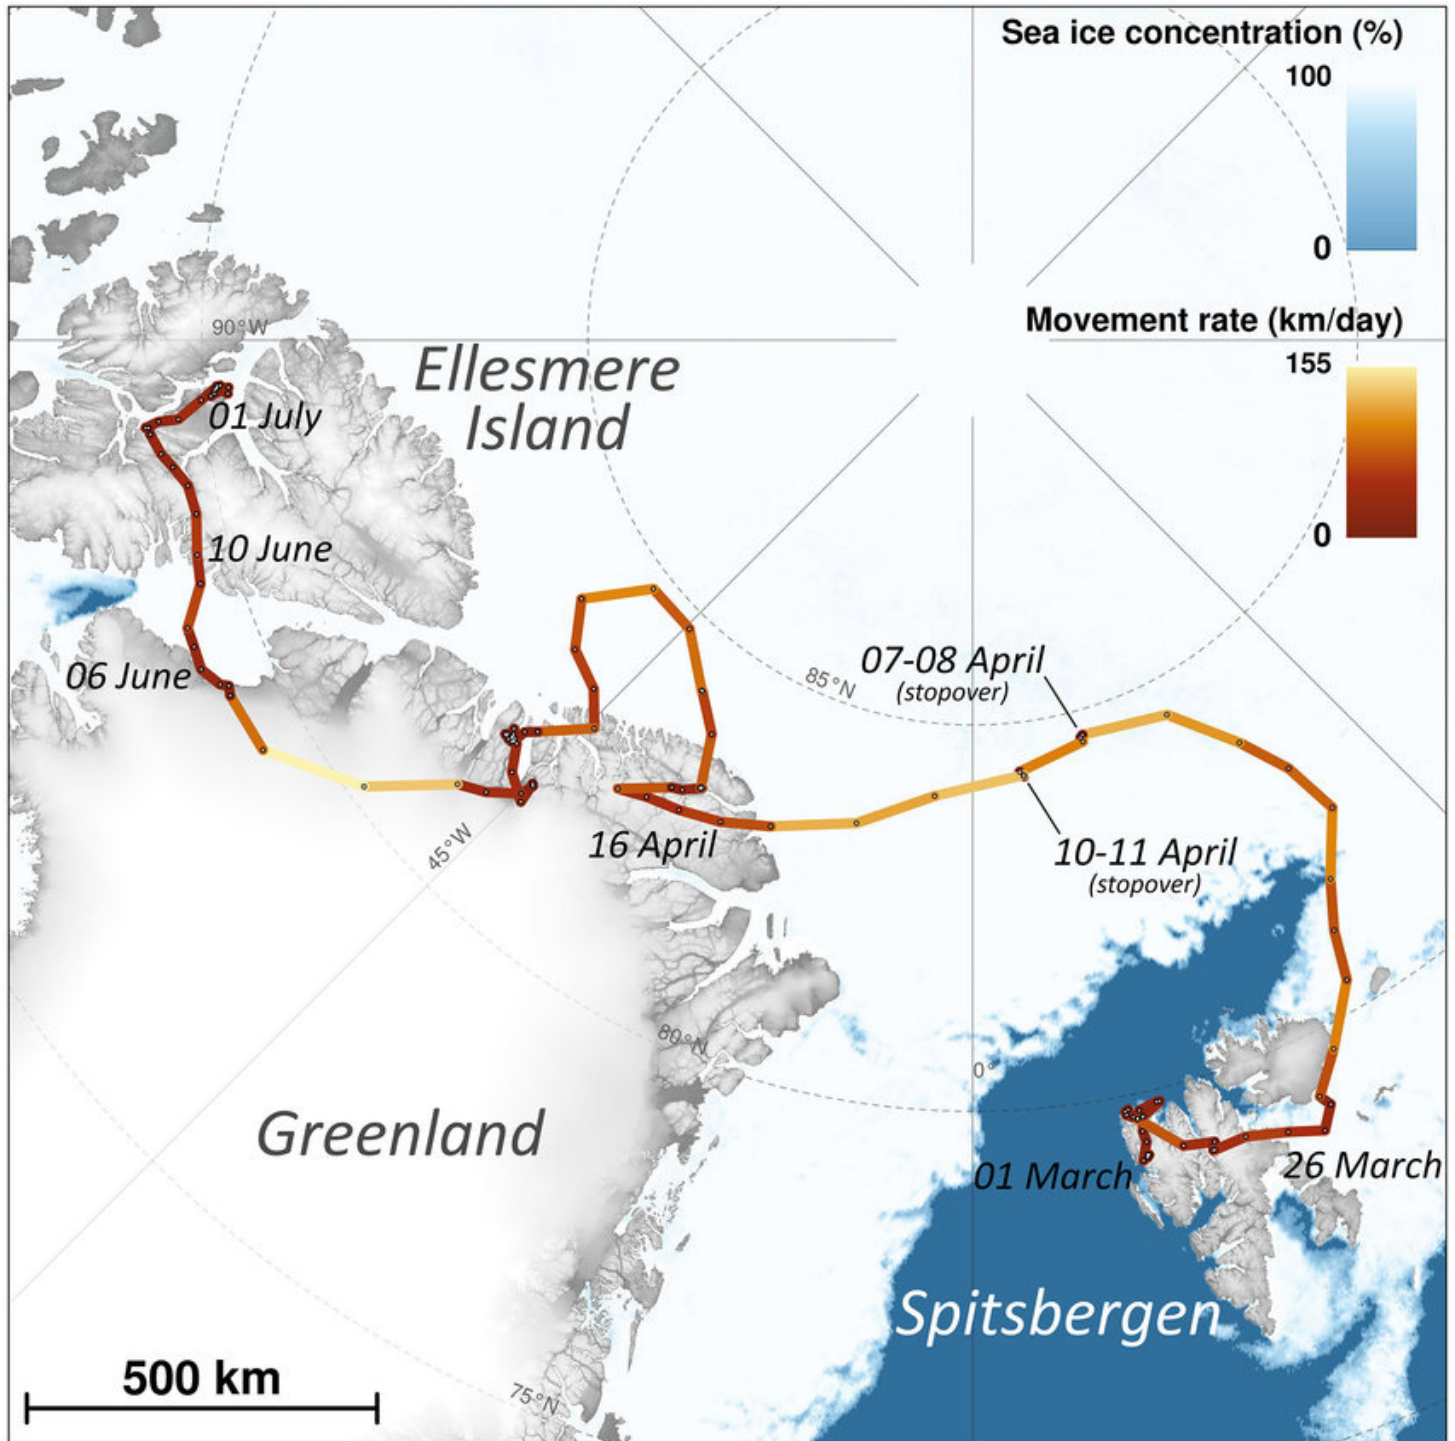 Sea ice concentration (%)
100
0
Movement rate (km/day)
155
0
90°W
Ellesmere
Island
01 July
10 June
06 June
07-08 April
(stopover)
85°N
45°W
16 April
10-11 April
(stopover)
80°N
0°
Greenland
01 March
26 March
Spitsbergen
500 km
75°N